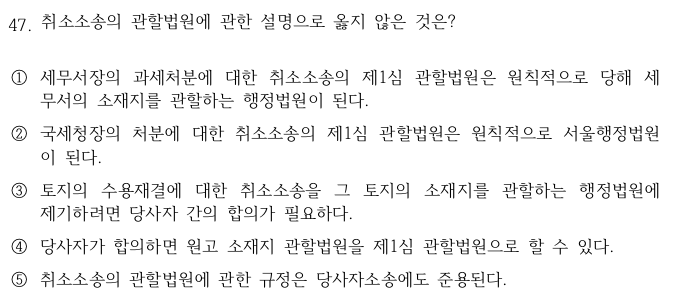 47. 취소소송의 관할법원에 관한 설명으로 옳지 않은 것은?
① 세무서장의 과세처분에 대한 취소소송의 제1심 관할법원은 원칙적으로 당해 세
무서의 소재지를 관할하는 행정법원이 된다.
② 국세청장의 처분에 대한 취소소송의 제1심 관할법원은 원칙적으로 서울행정법원
이 된다.
③ 토지의 수용재결에 대한 취소소송을 그 토지의 소재지를 관할하는 행정법원에
제기하려면 당사자 간의 합의가 필요하다.
④ 당사자가 합의하면 원고 소재지 관할법원을 제1심 관할법원으로 할 수 있다.
⑤ 취소소송의 관할법원에 관한 규정은 당사자소송에도 준용된다.